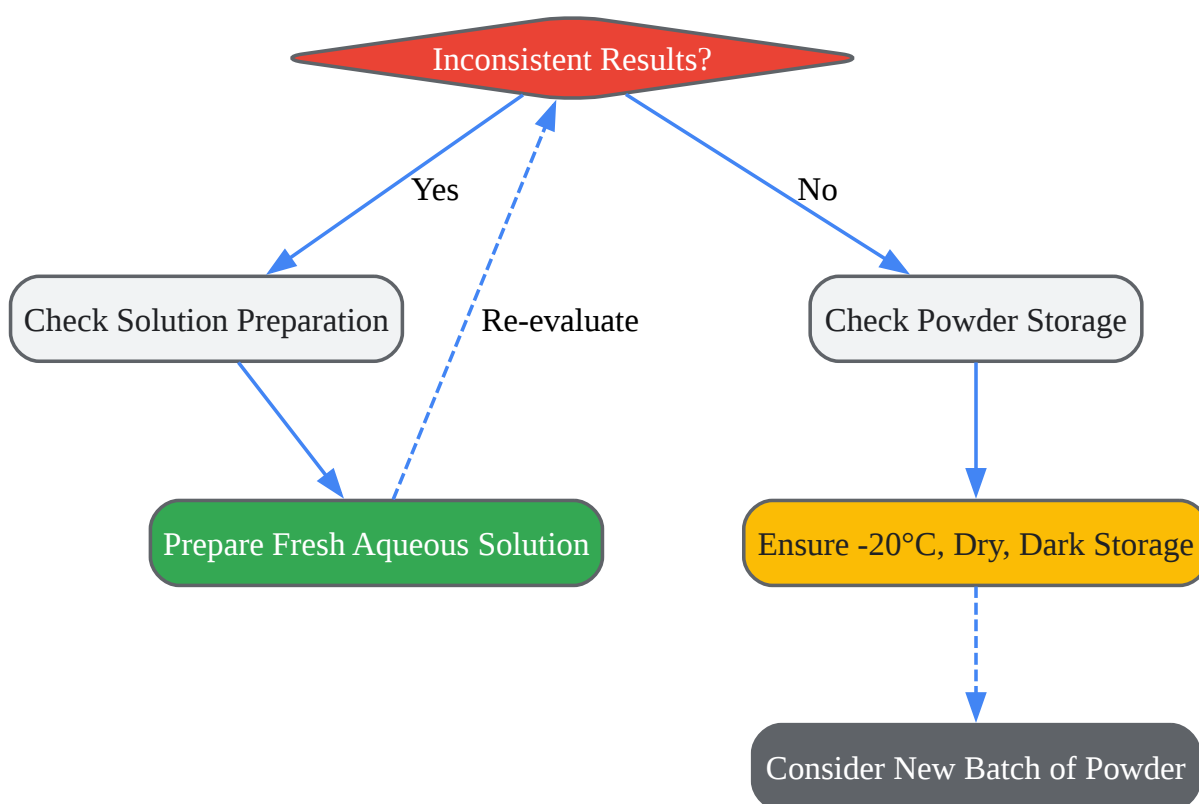 Inconsistent Results?
Yes
No
Check Solution Preparation
Re-evaluate
Check Powder Storage
Prepare Fresh Aqueous Solution
Ensure -20°C, Dry, Dark Storage
Consider New Batch of Powder